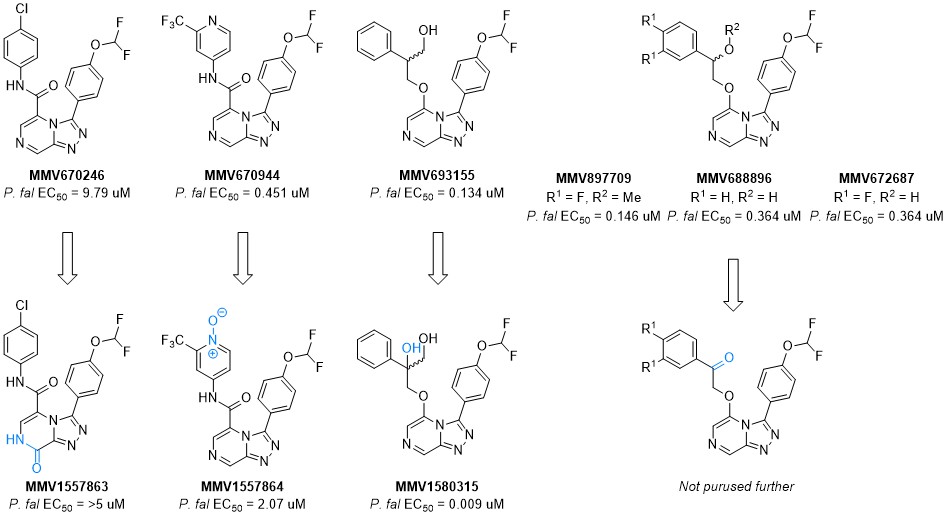 MMV670246
P. fal EC50 = 9.79 uM
MMV670944
P. fal EC50 = 0.451 uM
MMV693155
P. fal EC50 = 0.134 uM
MMV897709
R1 = F, R2 = Me
P. fal EC50 = 0.146 uM
MMV688896
R1 = H, R2 = H
P. fal EC50 = 0.364 uM
MMV672687
R1 = F, R2 = H
P. fal EC50 = 0.364 uM
MMV1557863
P. fal EC50 = >5 uM
MMV1557864
P. fal EC50 = 2.07 uM
MMV1580315
P. fal EC50 = 0.009 uM
Not purused further